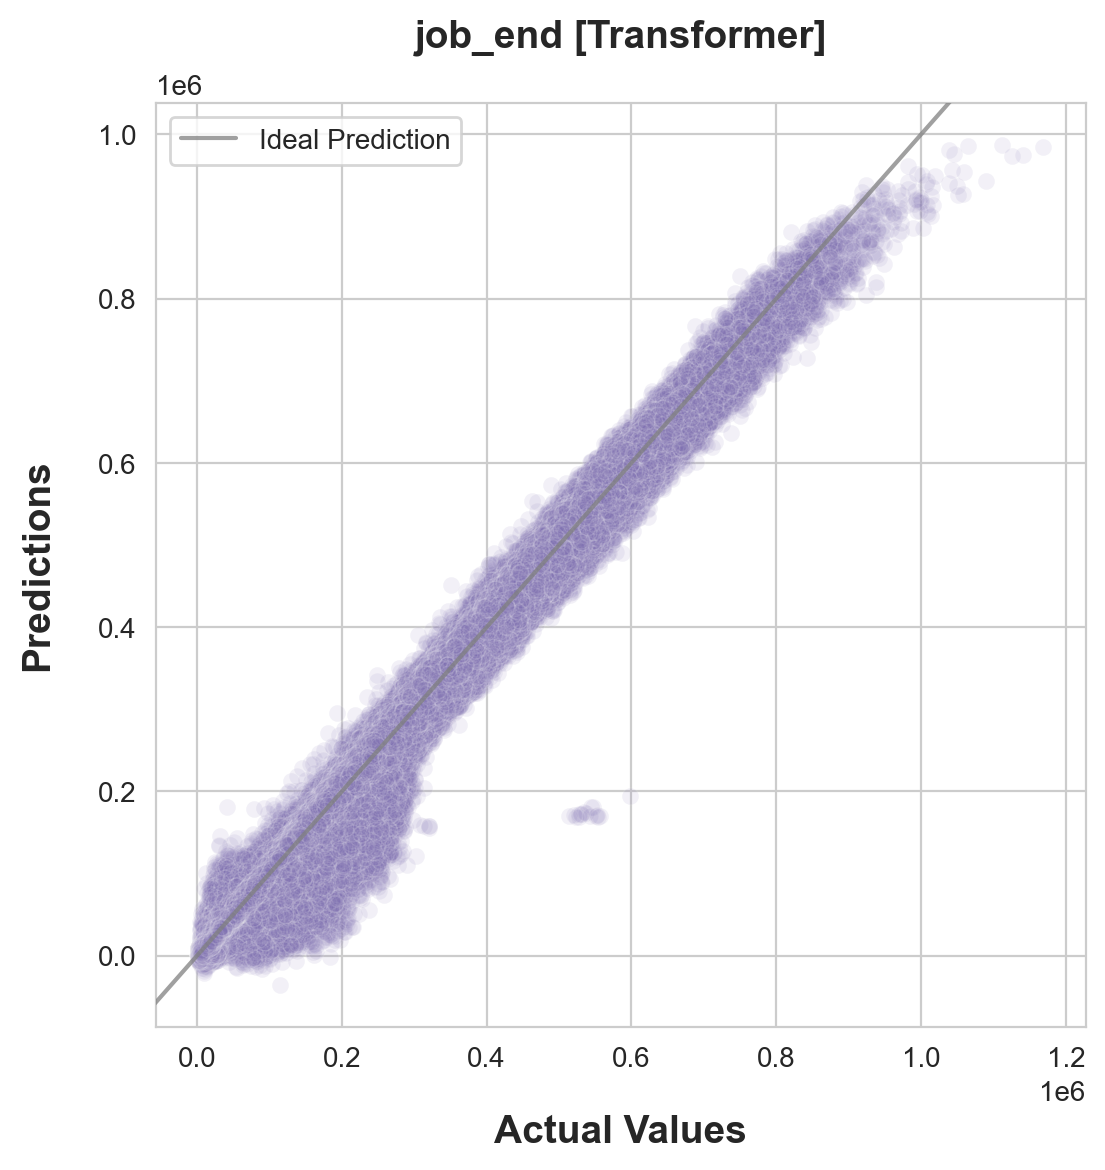 job_end [Transformer]
1e6
Ideal Prediction
1.0
0.8
0.6
0.4
0.2
0.0
Predictions
0.0 0.2 0.4 0.6 0.8 1.0 1.2
1e6
Actual Values